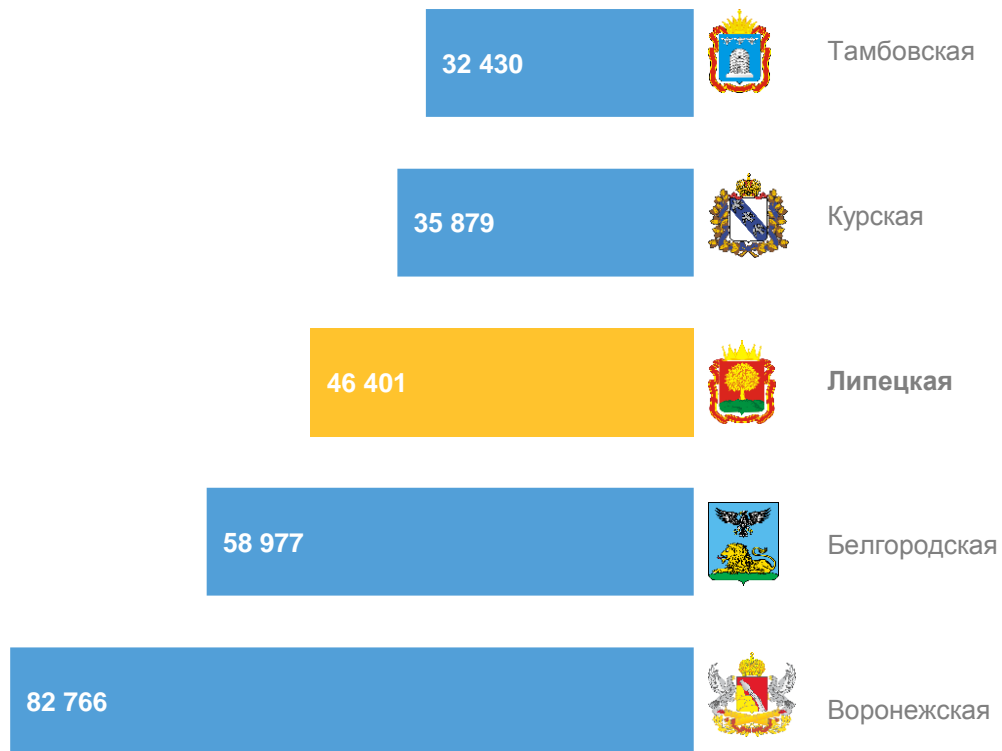 32 430
Тамбовская
35 879
Курская
46 401
Липецкая
58 977
Белгородская
82 766
Воронежская